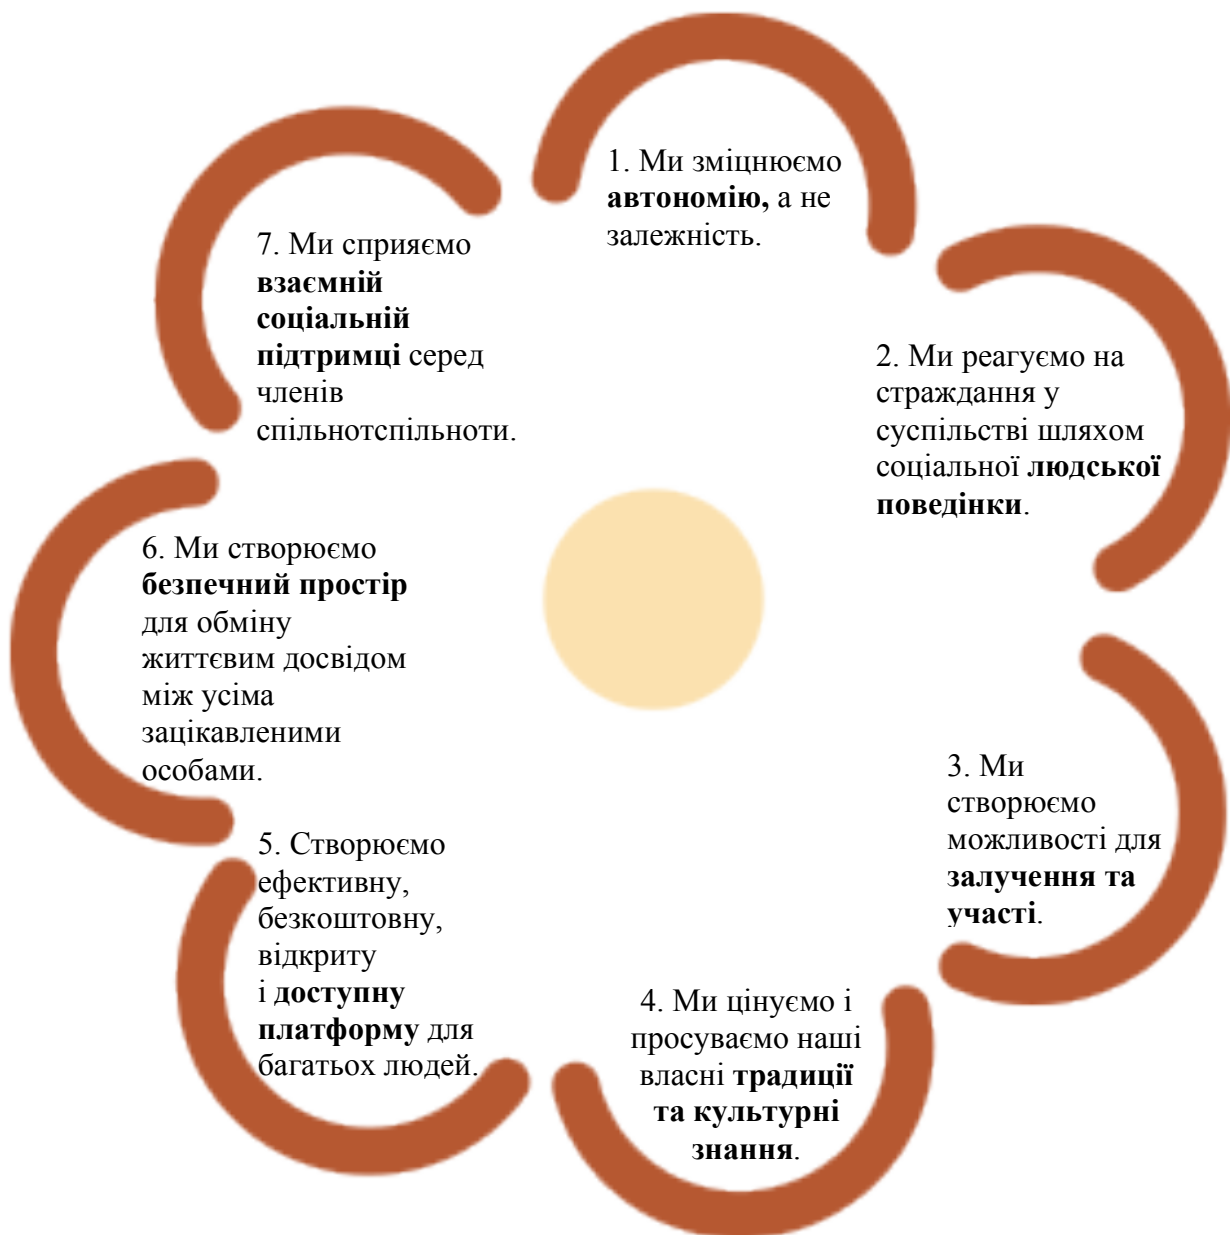 1. Ми зміцнюємо
автономію, а не
залежність.
2. Ми реагуємо на
страждання у
суспільстві шляхом
соціальної людської
поведінки.
3. Ми
створюємо
можливості для
залучення та
участі.
4. Ми цінуємо і
просуваємо наші
власні традиції
та культурні
знання.
5. Створюємо
ефективну,
безкоштовну,
відкриту
і доступну
платформу для
багатьох людей.
6. Ми створюємо
безпечний простір
для обміну
життєвим досвідом
між усіма
зацікавленими
особами.
7. Ми сприяємо
взаємній
соціальній
підтримці серед
членів
спільнотспільноти.